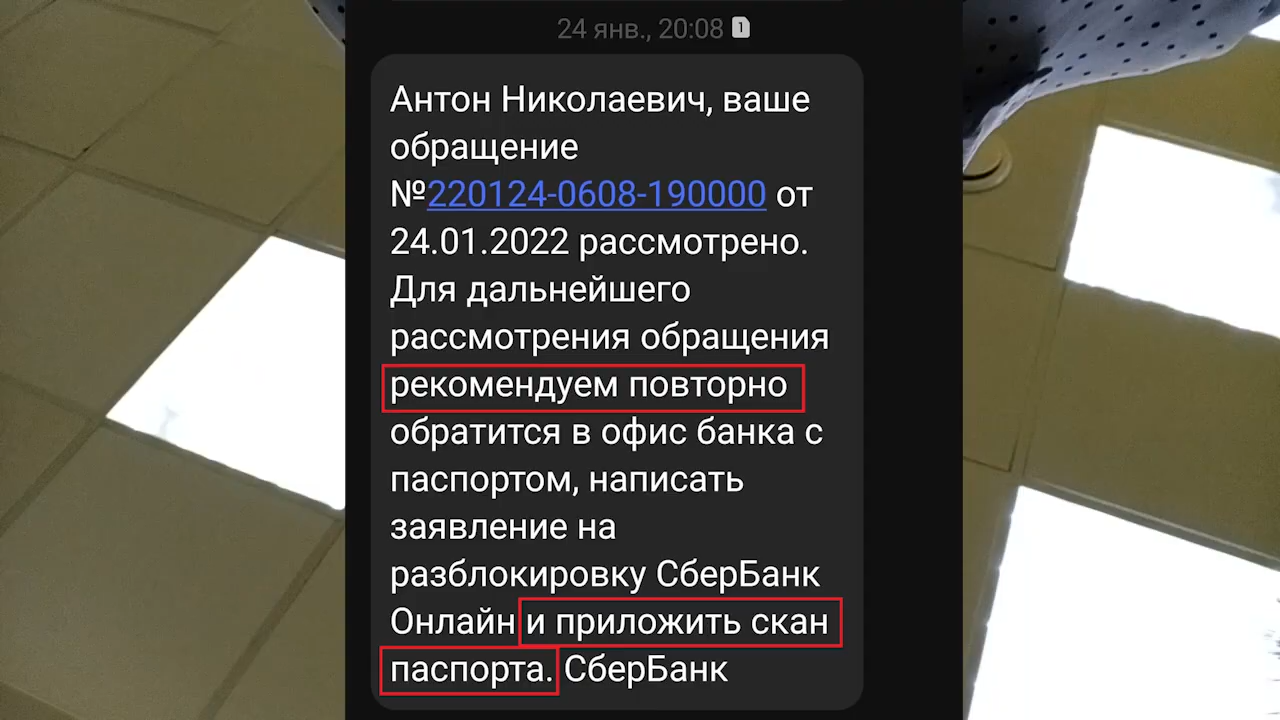 24 янв., 20:08 1
Антон Николаевич, ваше
обращение
№220124-0608-190000 от
24.01.2022 рассмотрено.
Для дальнейшего
рассмотрения обращения
рекомендуем повторно
обратится в офис банка с
паспортом, написать
заявление на
разблокировку СберБанк
Онлайн и приложить скан
паспорта. СберБанк